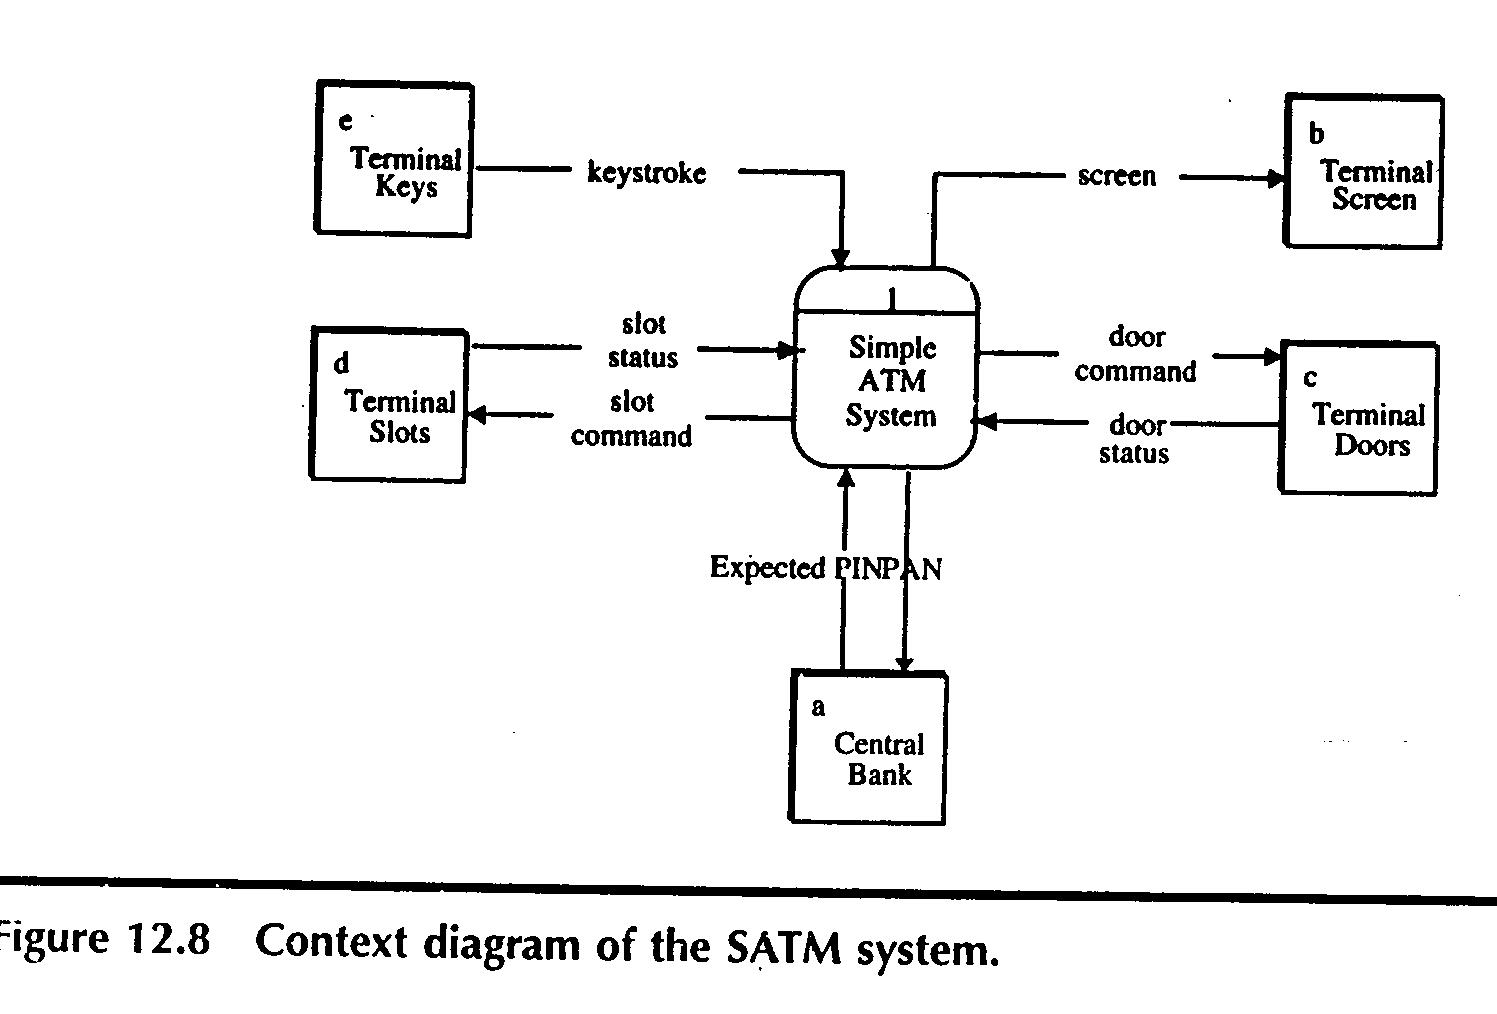 e
Terminal
Keys
keystroke
screen
b
Terminal
Screen
d
Terminal
Slots
slot
status
slot
command
Simple
ATM
System
door
command
door
status
c
Terminal
Doors
Expected PINPAN
a
Central
Bank
Figure 12.8 Context diagram of the SATM system.